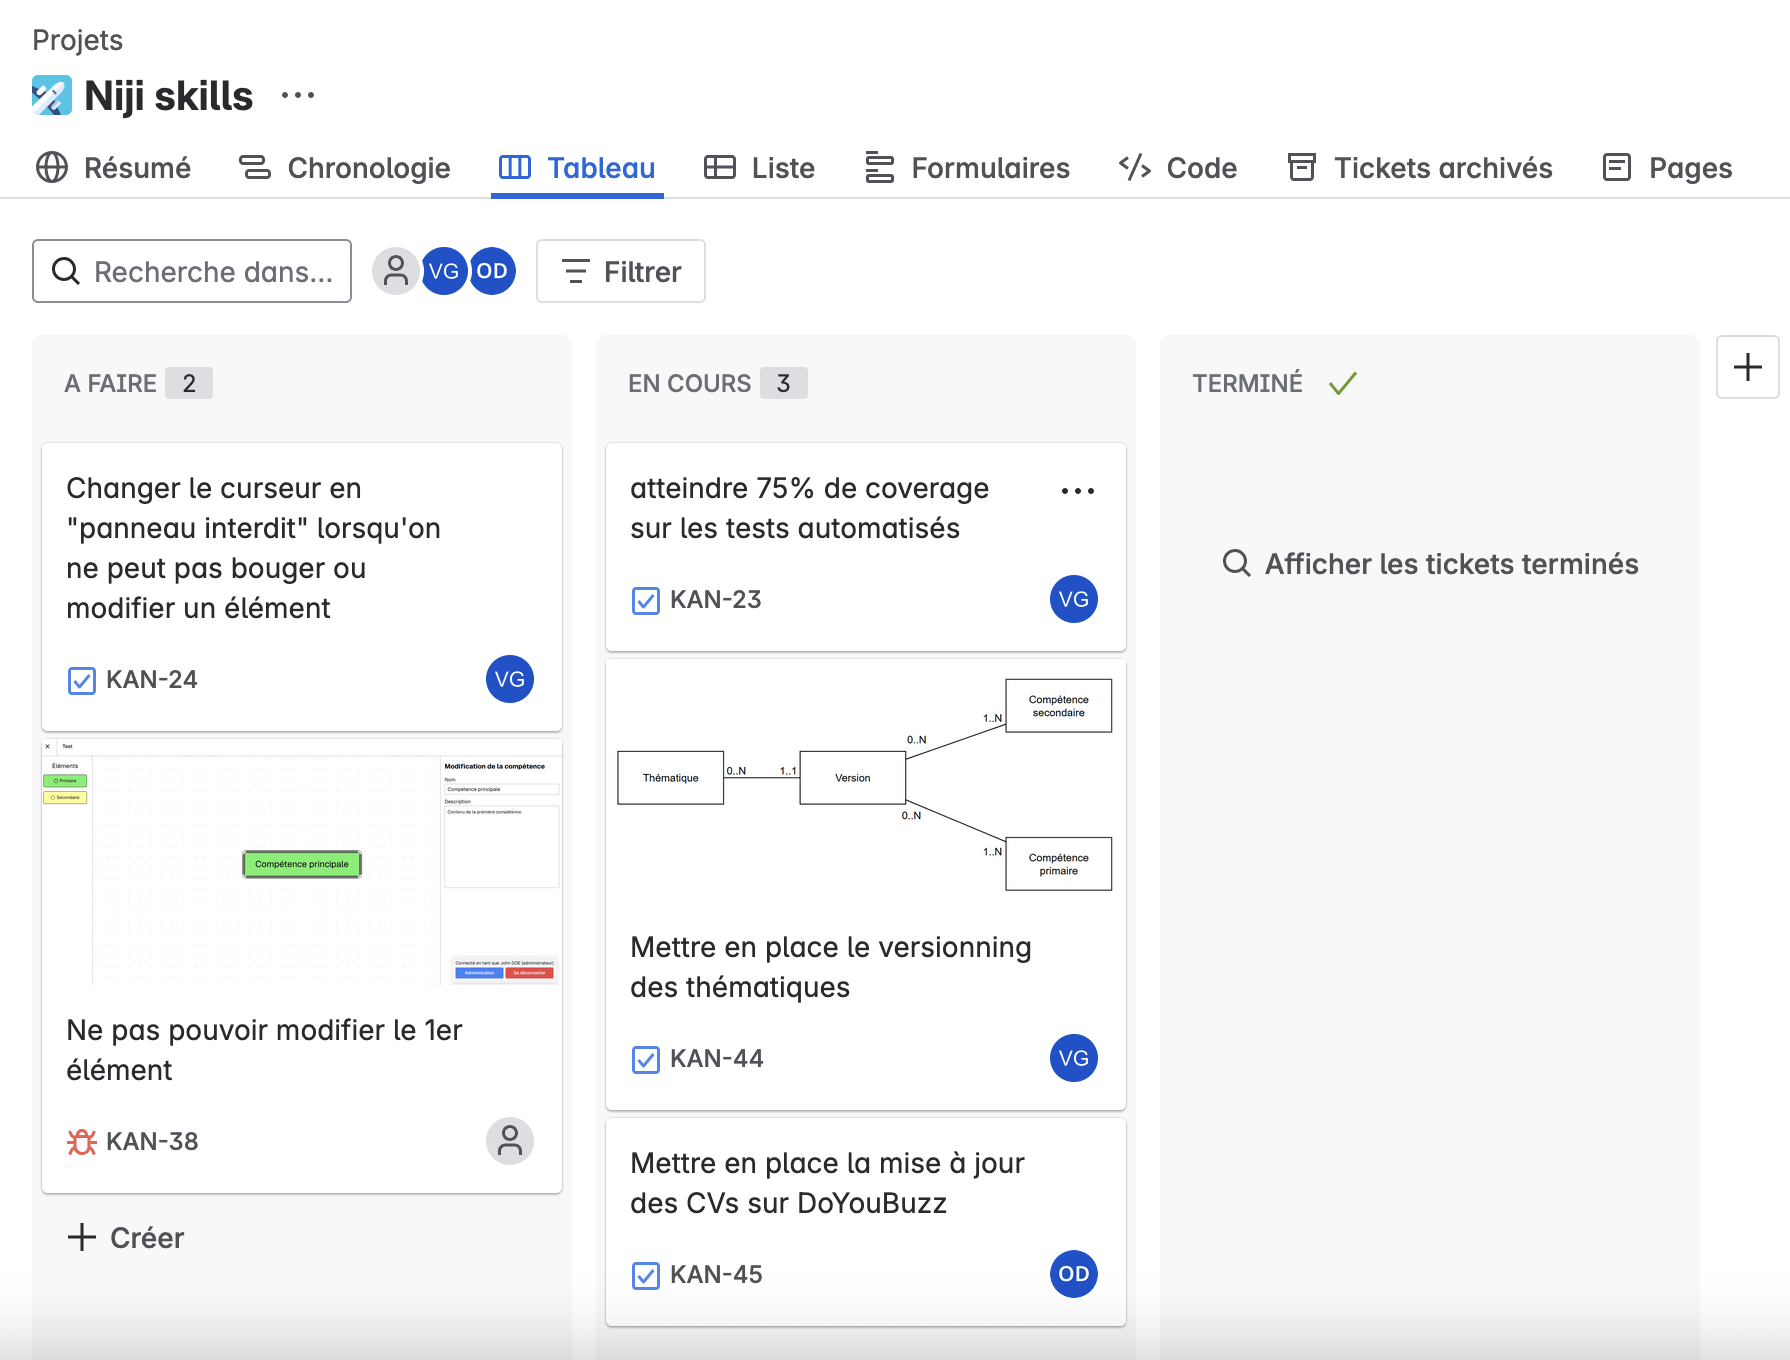 Projets
Niji skills
Résumé
Chronologie
Tableau
Liste
Formulaires
Code
Tickets archivés
Pages
Recherche dans...
VG
OD
Filtrer
A FAIRE 2
Changer le curseur en
"panneau interdit" lorsqu'on
ne peut pas bouger ou
modifier un élément
KAN-24
VG
Test
Éléments
Primaire
Secondaire
Compétence principale
Modification de la compétence
Nom
Compétence principale
Description
Contenu de la première compétence.
Connecté en tant que John DOE (administrateur)
Administration
Se déconnecter
Ne pas pouvoir modifier le 1er
élément
KAN-38
Créer
EN COURS 3
atteindre 75% de coverage
sur les tests automatisés
KAN-23
VG
Thématique
0..N
1..1
Version
0..N
1..N
Compétence
secondaire
0..N
1..N
Compétence
primaire
Mettre en place le versionning
des thématiques
KAN-44
VG
Mettre en place la mise à jour
des CVs sur DoYouBuzz
KAN-45
OD
TERMINÉ
Afficher les tickets terminés